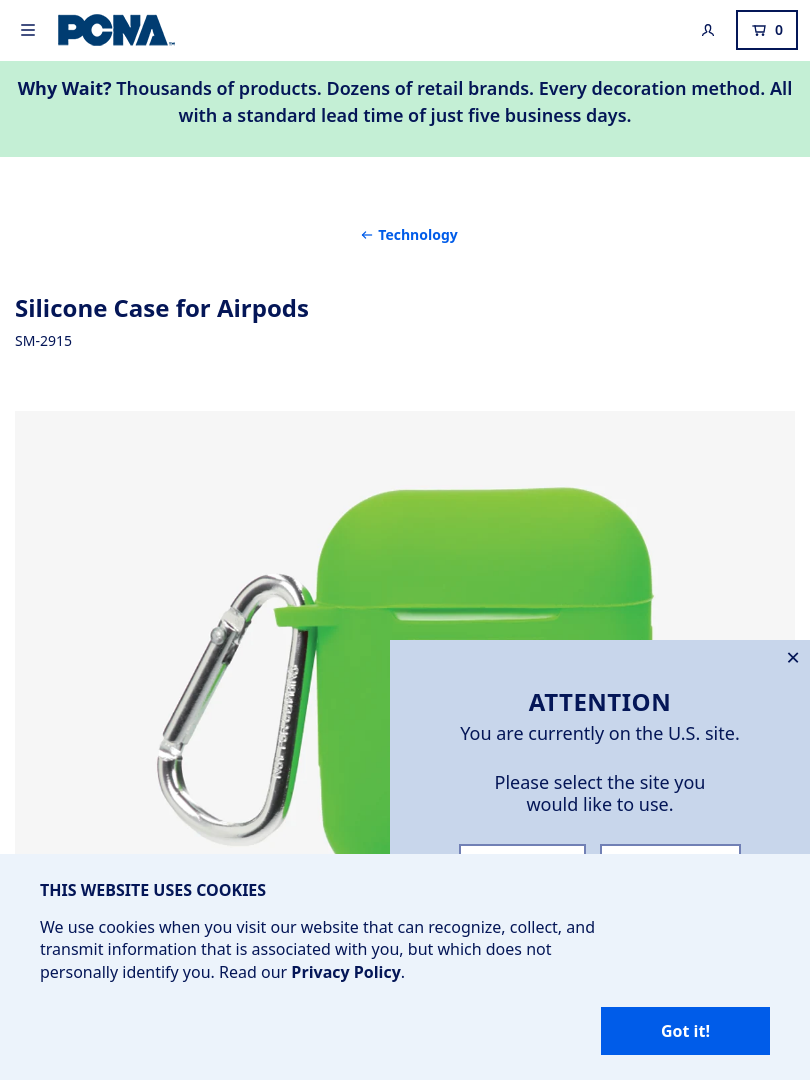 PCNA™
0
Why Wait? Thousands of products. Dozens of retail brands. Every decoration method. All
with a standard lead time of just five business days.
← Technology
Silicone Case for Airpods
SM-2915
NOT FOR CLIMBING
ATTENTION
You are currently on the U.S. site.
Please select the site you
would like to use.
THIS WEBSITE USES COOKIES
We use cookies when you visit our website that can recognize, collect, and
transmit information that is associated with you, but which does not
personally identify you. Read our Privacy Policy.
Got it!